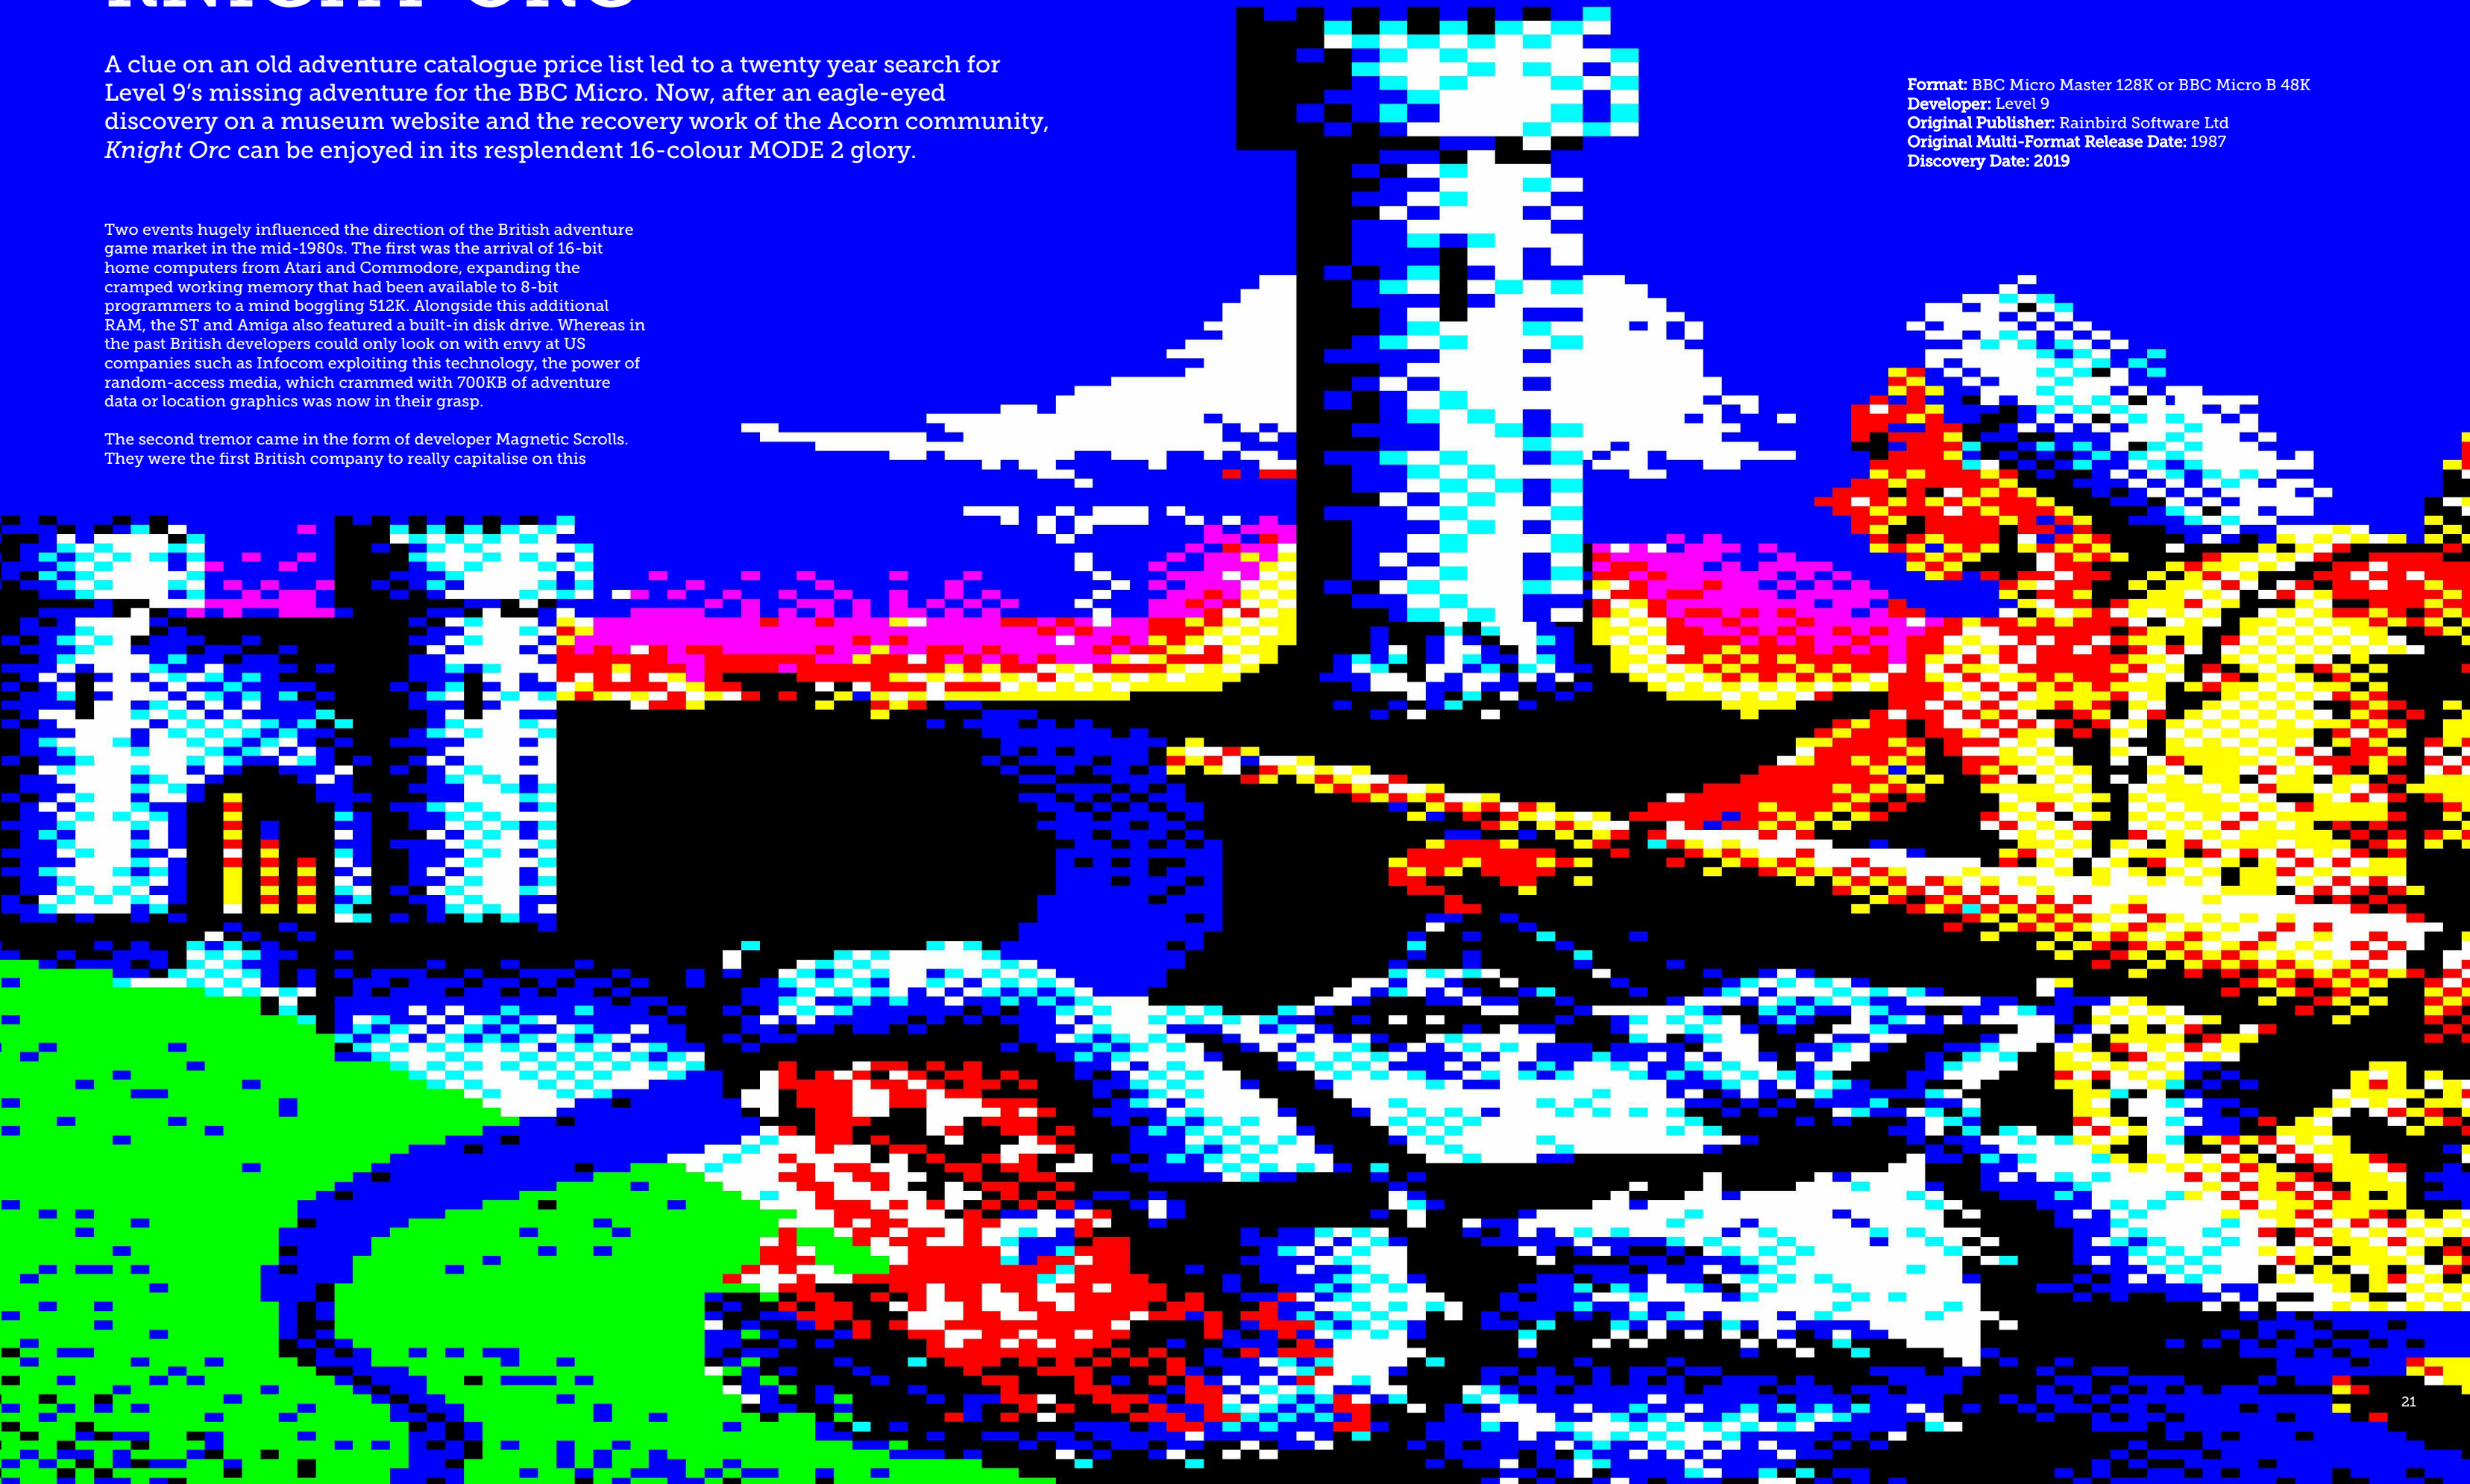 KNIGHT ORC
A clue on an old adventure catalogue price list led to a twenty year search for
Level 9's missing adventure for the BBC Micro. Now, after an eagle-eyed
discovery on a museum website and the recovery work of the Acorn community,
Knight Orc can be enjoyed in its resplendent 16-colour MODE 2 glory.
Format: BBC Micro Master 128K or BBC Micro B 48K
Developer: Level 9
Original Publisher: Rainbird Software Ltd
Original Multi-Format Release Date: 1987
Discovery Date: 2019
Two events hugely influenced the direction of the British adventure
game market in the mid-1980s. The first was the arrival of 16-bit
home computers from Atari and Commodore, expanding the
cramped working memory that had been available to 8-bit
programmers to a mind boggling 512K. Alongside this additional
RAM, the ST and Amiga also featured a built-in disk drive. Whereas in
the past British developers could only look on with envy at US
companies such as Infocom exploiting this technology, the power of
random-access media, which crammed with 700KB of adventure
data or location graphics was now in their grasp.
The second tremor came in the form of developer Magnetic Scrolls.
They were the first British company to really capitalise on this
21